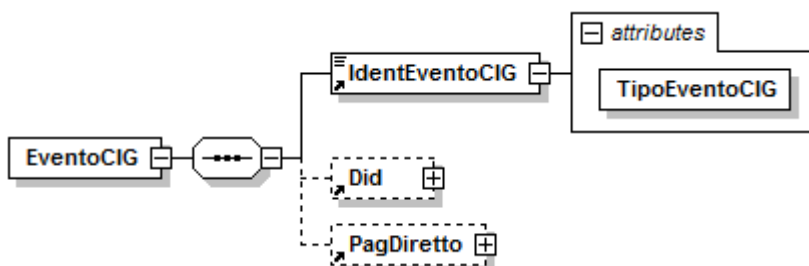 attributes
IdentEventoCIG
TipoEventoCIG
EventoCIG
Did
PagDiretto